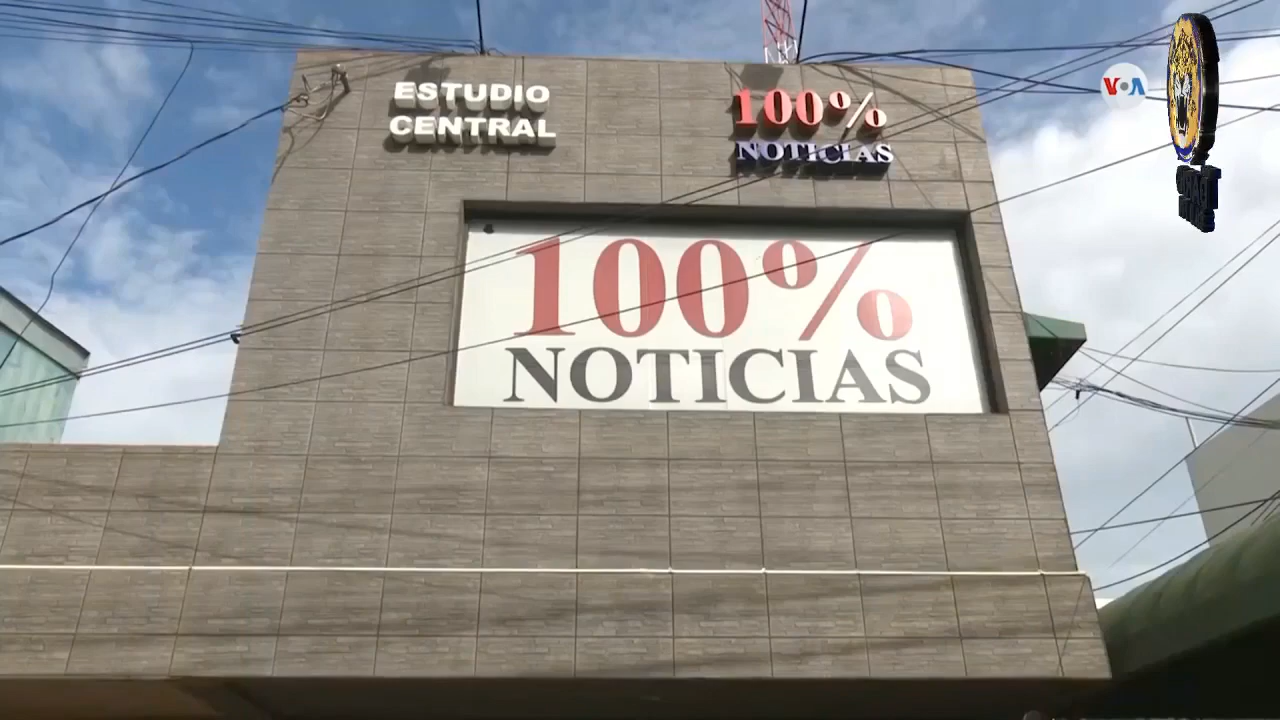 ESTUDIO
CENTRAL
100%
NOTICIAS
VOA
100%
NOTICIAS